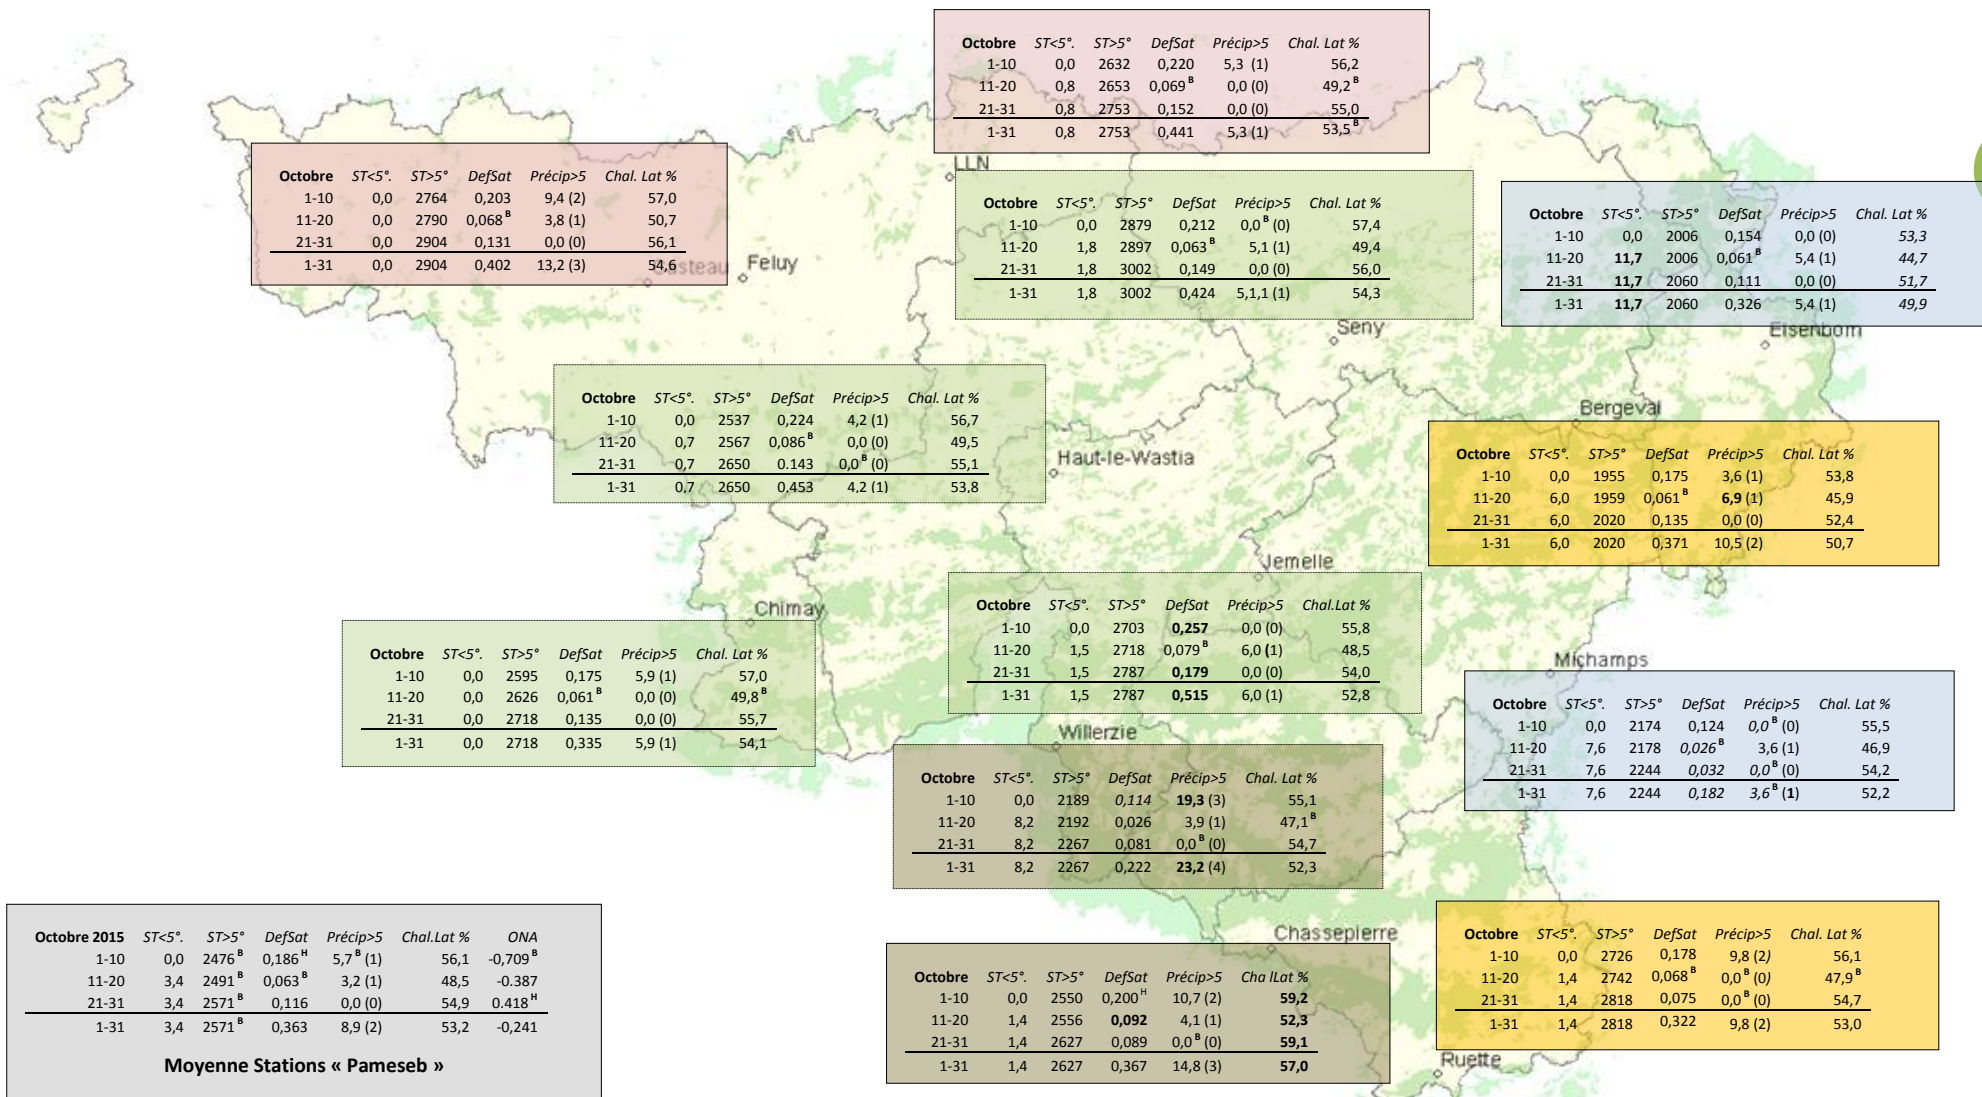 Octobre ST<5°. ST>5° DefSat Précip>5 Chal. Lat %
1-10 0,0 2632 0,220 5,3 (1) 56,2
11-20 0,8 2653 0,069 B 0,0 (0) 49,2 B
21-31 0,8 2753 0,152 0,0 (0) 55,0
1-31 0,8 2753 0,441 5,3 (1) 53,5 B
LLN
Octobre ST<5°. ST>5° DefSat Précip>5 Chal. Lat %
1-10 0,0 2764 0,203 9,4 (2) 57,0
11-20 0,0 2790 0,068 B 3,8 (1) 50,7
21-31 0,0 2904 0,131 0,0 (0) 56,1
1-31 0,0 2904 0,402 13,2 (3) 54,6
Feluy
Octobre ST<5°. ST>5° DefSat Précip>5 Chal. Lat %
1-10 0,0 2879 0,212 0,0 B (0) 57,4
11-20 1,8 2897 0,063 B 5,1 (1) 49,4
21-31 1,8 3002 0,149 0,0 (0) 56,0
1-31 1,8 3002 0,424 5,1,1 (1) 54,3
Seny
Octobre ST<5°. ST>5° DefSat Précip>5 Chal. Lat %
1-10 0,0 2006 0,154 0,0 (0) 53,3
11-20 11,7 2006 0,061 B 5,4 (1) 44,7
21-31 11,7 2060 0,111 0,0 (0) 51,7
1-31 11,7 2060 0,326 5,4 (1) 49,9
Elsenborn
Octobre ST<5°. ST>5° DefSat Précip>5 Chal. Lat %
1-10 0,0 2537 0,224 4,2 (1) 56,7
11-20 0,7 2567 0,086 B 0,0 (0) 49,5
21-31 0,7 2650 0.143 0,0 B (0) 55,1
1-31 0,7 2650 0,453 4,2 (1) 53,8
Haut-le-Wastia
Bergeval
Octobre ST<5°. ST>5° DefSat Précip>5 Chal. Lat %
1-10 0,0 1955 0,175 3,6 (1) 53,8
11-20 6,0 1959 0,061 B 6,9 (1) 45,9
21-31 6,0 2020 0,135 0,0 (0) 52,4
1-31 6,0 2020 0,371 10,5 (2) 50,7
Jemelle
Octobre ST<5°. ST>5° DefSat Précip>5 Chal.Lat %
1-10 0,0 2703 0,257 0,0 (0) 55,8
11-20 1,5 2718 0,079 B 6,0 (1) 48,5
21-31 1,5 2787 0,179 0,0 (0) 54,0
1-31 1,5 2787 0,515 6,0 (1) 52,8
Chimay
Octobre ST<5°. ST>5° DefSat Précip>5 Chal. Lat %
1-10 0,0 2595 0,175 5,9 (1) 57,0
11-20 0,0 2626 0,061 B 0,0 (0) 49,8 B
21-31 0,0 2718 0,135 0,0 (0) 55,7
1-31 0,0 2718 0,335 5,9 (1) 54,1
Michamps
Octobre ST<5°. ST>5° DefSat Précip>5 Chal. Lat %
1-10 0,0 2174 0,124 0,0 B (0) 55,5
11-20 7,6 2178 0,026 B 3,6 (1) 46,9
21-31 7,6 2244 0,032 0,0 B (0) 54,2
1-31 7,6 2244 0,182 3,6 B (1) 52,2
Willerzie
Octobre ST<5°. ST>5° DefSat Précip>5 Chal. Lat %
1-10 0,0 2189 0,114 19,3 (3) 55,1
11-20 8,2 2192 0,026 3,9 (1) 47,1 B
21-31 8,2 2267 0,081 0,0 B (0) 54,7
1-31 8,2 2267 0,222 23,2 (4) 52,3
Octobre 2015 ST<5°. ST>5° DefSat Précip>5 Chal.Lat % ONA
1-10 0,0 2476 B 0,186 H 5,7 B (1) 56,1 -0,709 B
11-20 3,4 2491 B 0,063 B 3,2 (1) 48,5 -0.387
21-31 3,4 2571 B 0,116 0,0 (0) 54,9 0.418 H
1-31 3,4 2571 B 0,363 8,9 (2) 53,2 -0,241
Moyenne Stations « Pameseb »
Chassepierre
Octobre ST<5°. ST>5° DefSat Précip>5 Cha lLat %
1-10 0,0 2550 0,200 H 10,7 (2) 59,2
11-20 1,4 2556 0,092 4,1 (1) 52,3
21-31 1,4 2627 0,089 0,0 B (0) 59,1
1-31 1,4 2627 0,367 14,8 (3) 57,0
Octobre ST<5°. ST>5° DefSat Précip>5 Chal. Lat %
1-10 0,0 2726 0,178 9,8 (2) 56,1
11-20 1,4 2742 0,068 B 0,0 B (0) 47,9 B
21-31 1,4 2818 0,075 0,0 B (0) 54,7
1-31 1,4 2818 0,322 9,8 (2) 53,0
Ruette